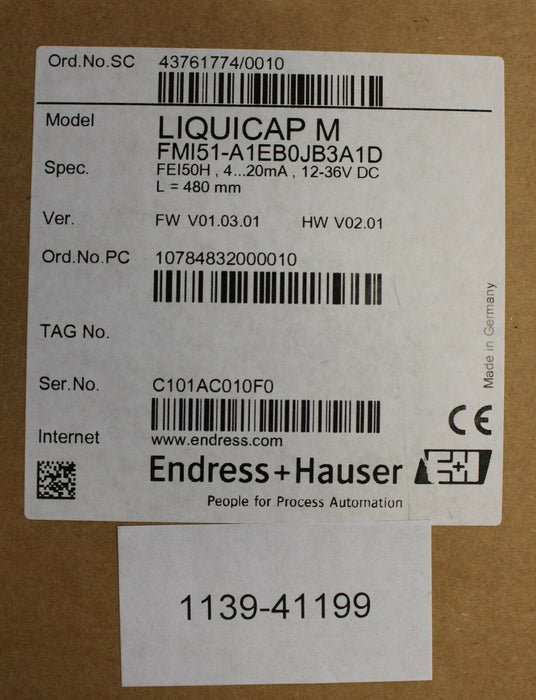 Ord.No.SC 43761774/0010
Model LIQUICAP M
FMI51-A1EB0JB3A1D
Spec. FEI50H , 4...20mA , 12-36V DC
L = 480 mm
Ver. FW V01.03.01 HW V02.01
Ord.No.PC 10784832000010
TAG No.
Made in Germany
Ser.No. C101AC010F0
CE
Internet www.endress.com
Endress+Hauser E+H
People for Process Automation
1139-41199